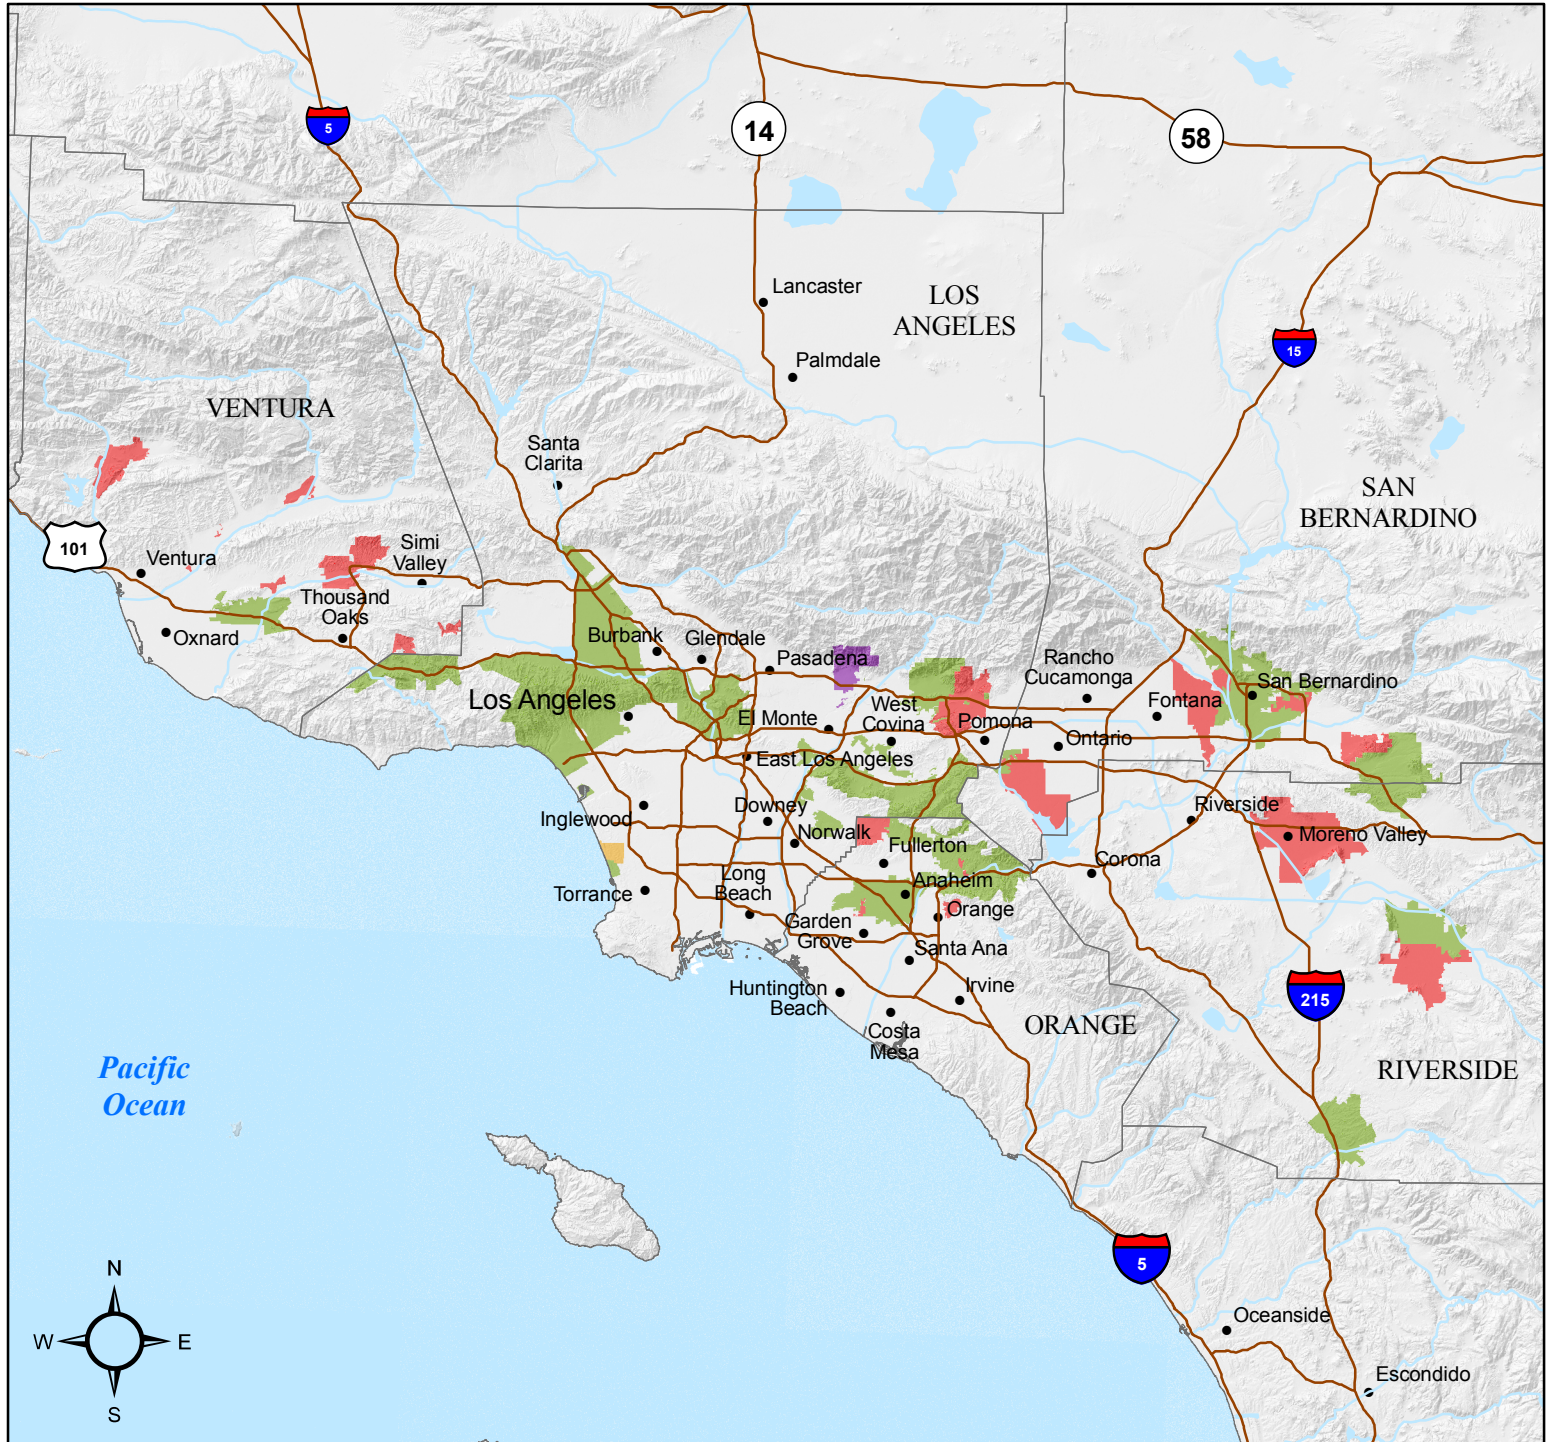 5
14
58
Lancaster
LOS
ANGELES
15
Palmdale
VENTURA
Santa
Clarita
SAN
BERNARDINO
101
Ventura
Simi
Valley
Thousand
Oaks
Oxnard
Burbank
Glendale
Pasadena
Rancho
Cucamonga
San Bernardino
Los Angeles
El Monte
West
Covina
Pomona
Fontana
Ontario
East Los Angeles
Inglewood
Downey
Norwalk
Riverside
Moreno Valley
Fullerton
Corona
Torrance
Long
Beach
Anaheim
Orange
Garden
Grove
Santa Ana
Huntington
Beach
Irvine
215
Costa
Mesa
ORANGE
RIVERSIDE
Pacific
Ocean
5
N
W
E
S
Oceanside
Escondido